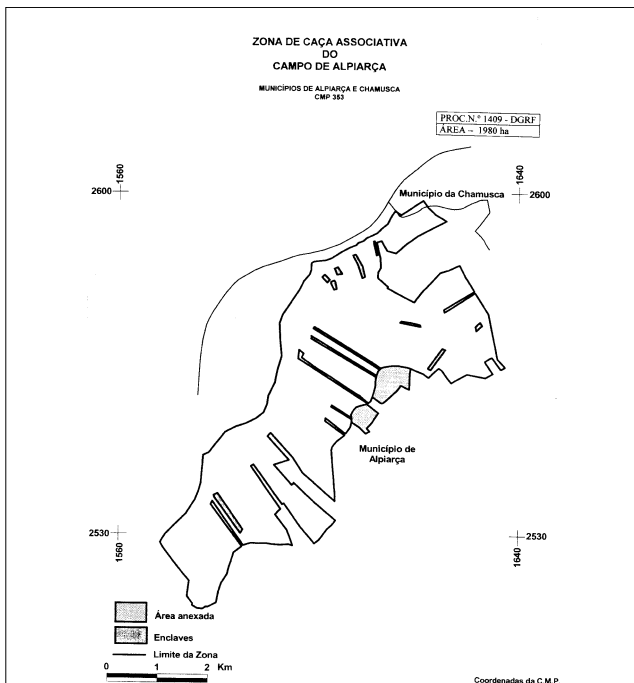 ZONA DE CAÇA ASSOCIATIVA
DO
CAMPO DE ALPIARÇA
MUNICÍPIOS DE ALPIARÇA E CHAMUSCA
CMP 353
PROC.N.º 1409 - DGRF
ÁREA - 1980 ha
1560
1640
2600
Município da Chamusca
2600
Município de
Alpiarça
2530
2530
1560
1640
Área anexada
Enclaves
Limite da Zona
0 1 2 Km
Coordenadas da C.M.P.